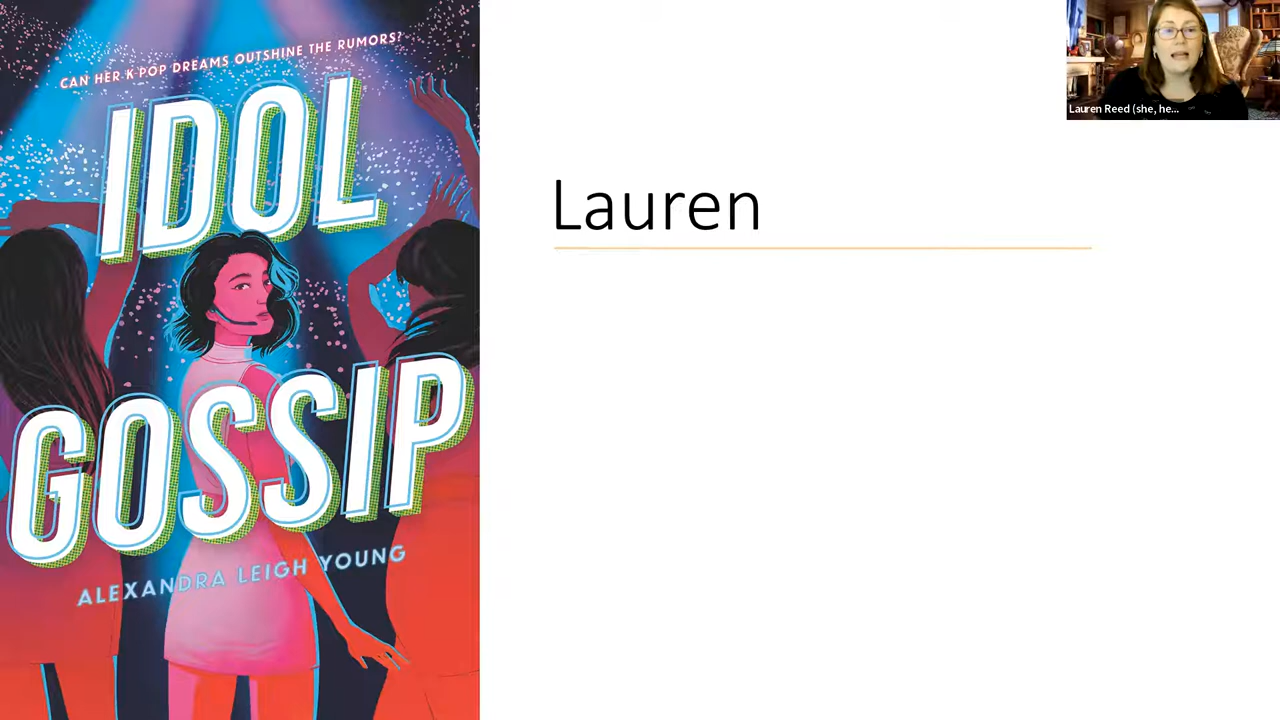 CAN HER K-POP DREAMS OUTSHINE THE RUMORS?
IDOL
GOSSIP
ALEXANDRA LEIGH YOUNG
Lauren
Lauren Reed (she, he...